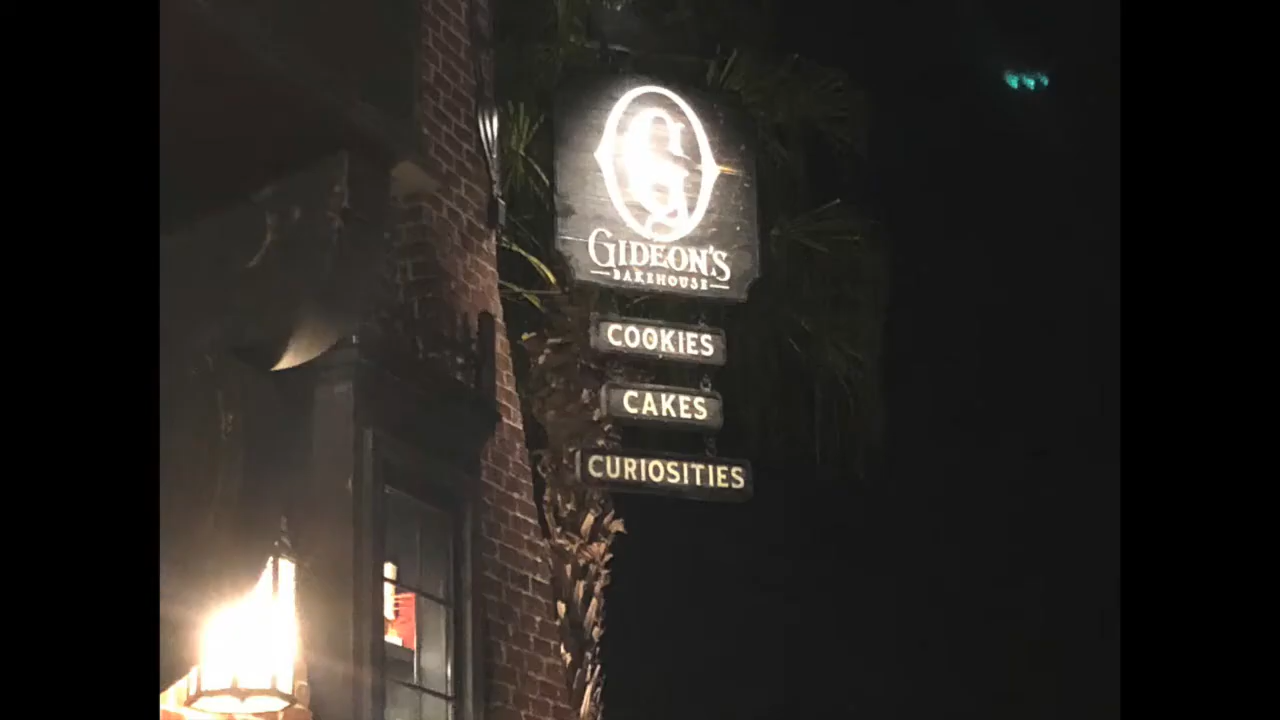 G
GIDEON'S
BAKEHOUSE
COOKIES
CAKES
CURIOSITIES